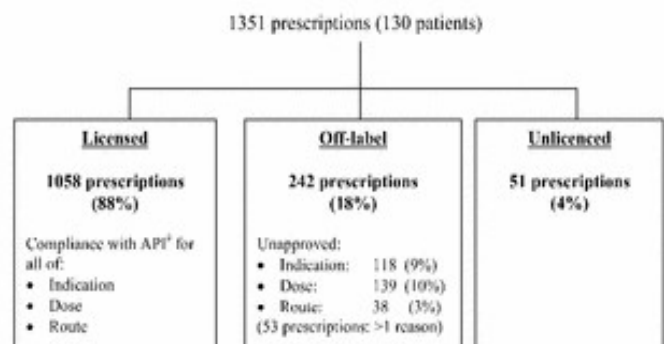 1351 prescriptions (130 patients)
Licensed
1058 prescriptions
(88%)
Compliance with API‡ for
all of:
• Indication
• Dose
• Route
Off-label
242 prescriptions
(18%)
Unapproved:
• Indication: 118 (9%)
• Dose: 139 (10%)
• Route: 38 (3%)
(53 prescriptions: >1 reason)
Unlicenced
51 prescriptions
(4%)